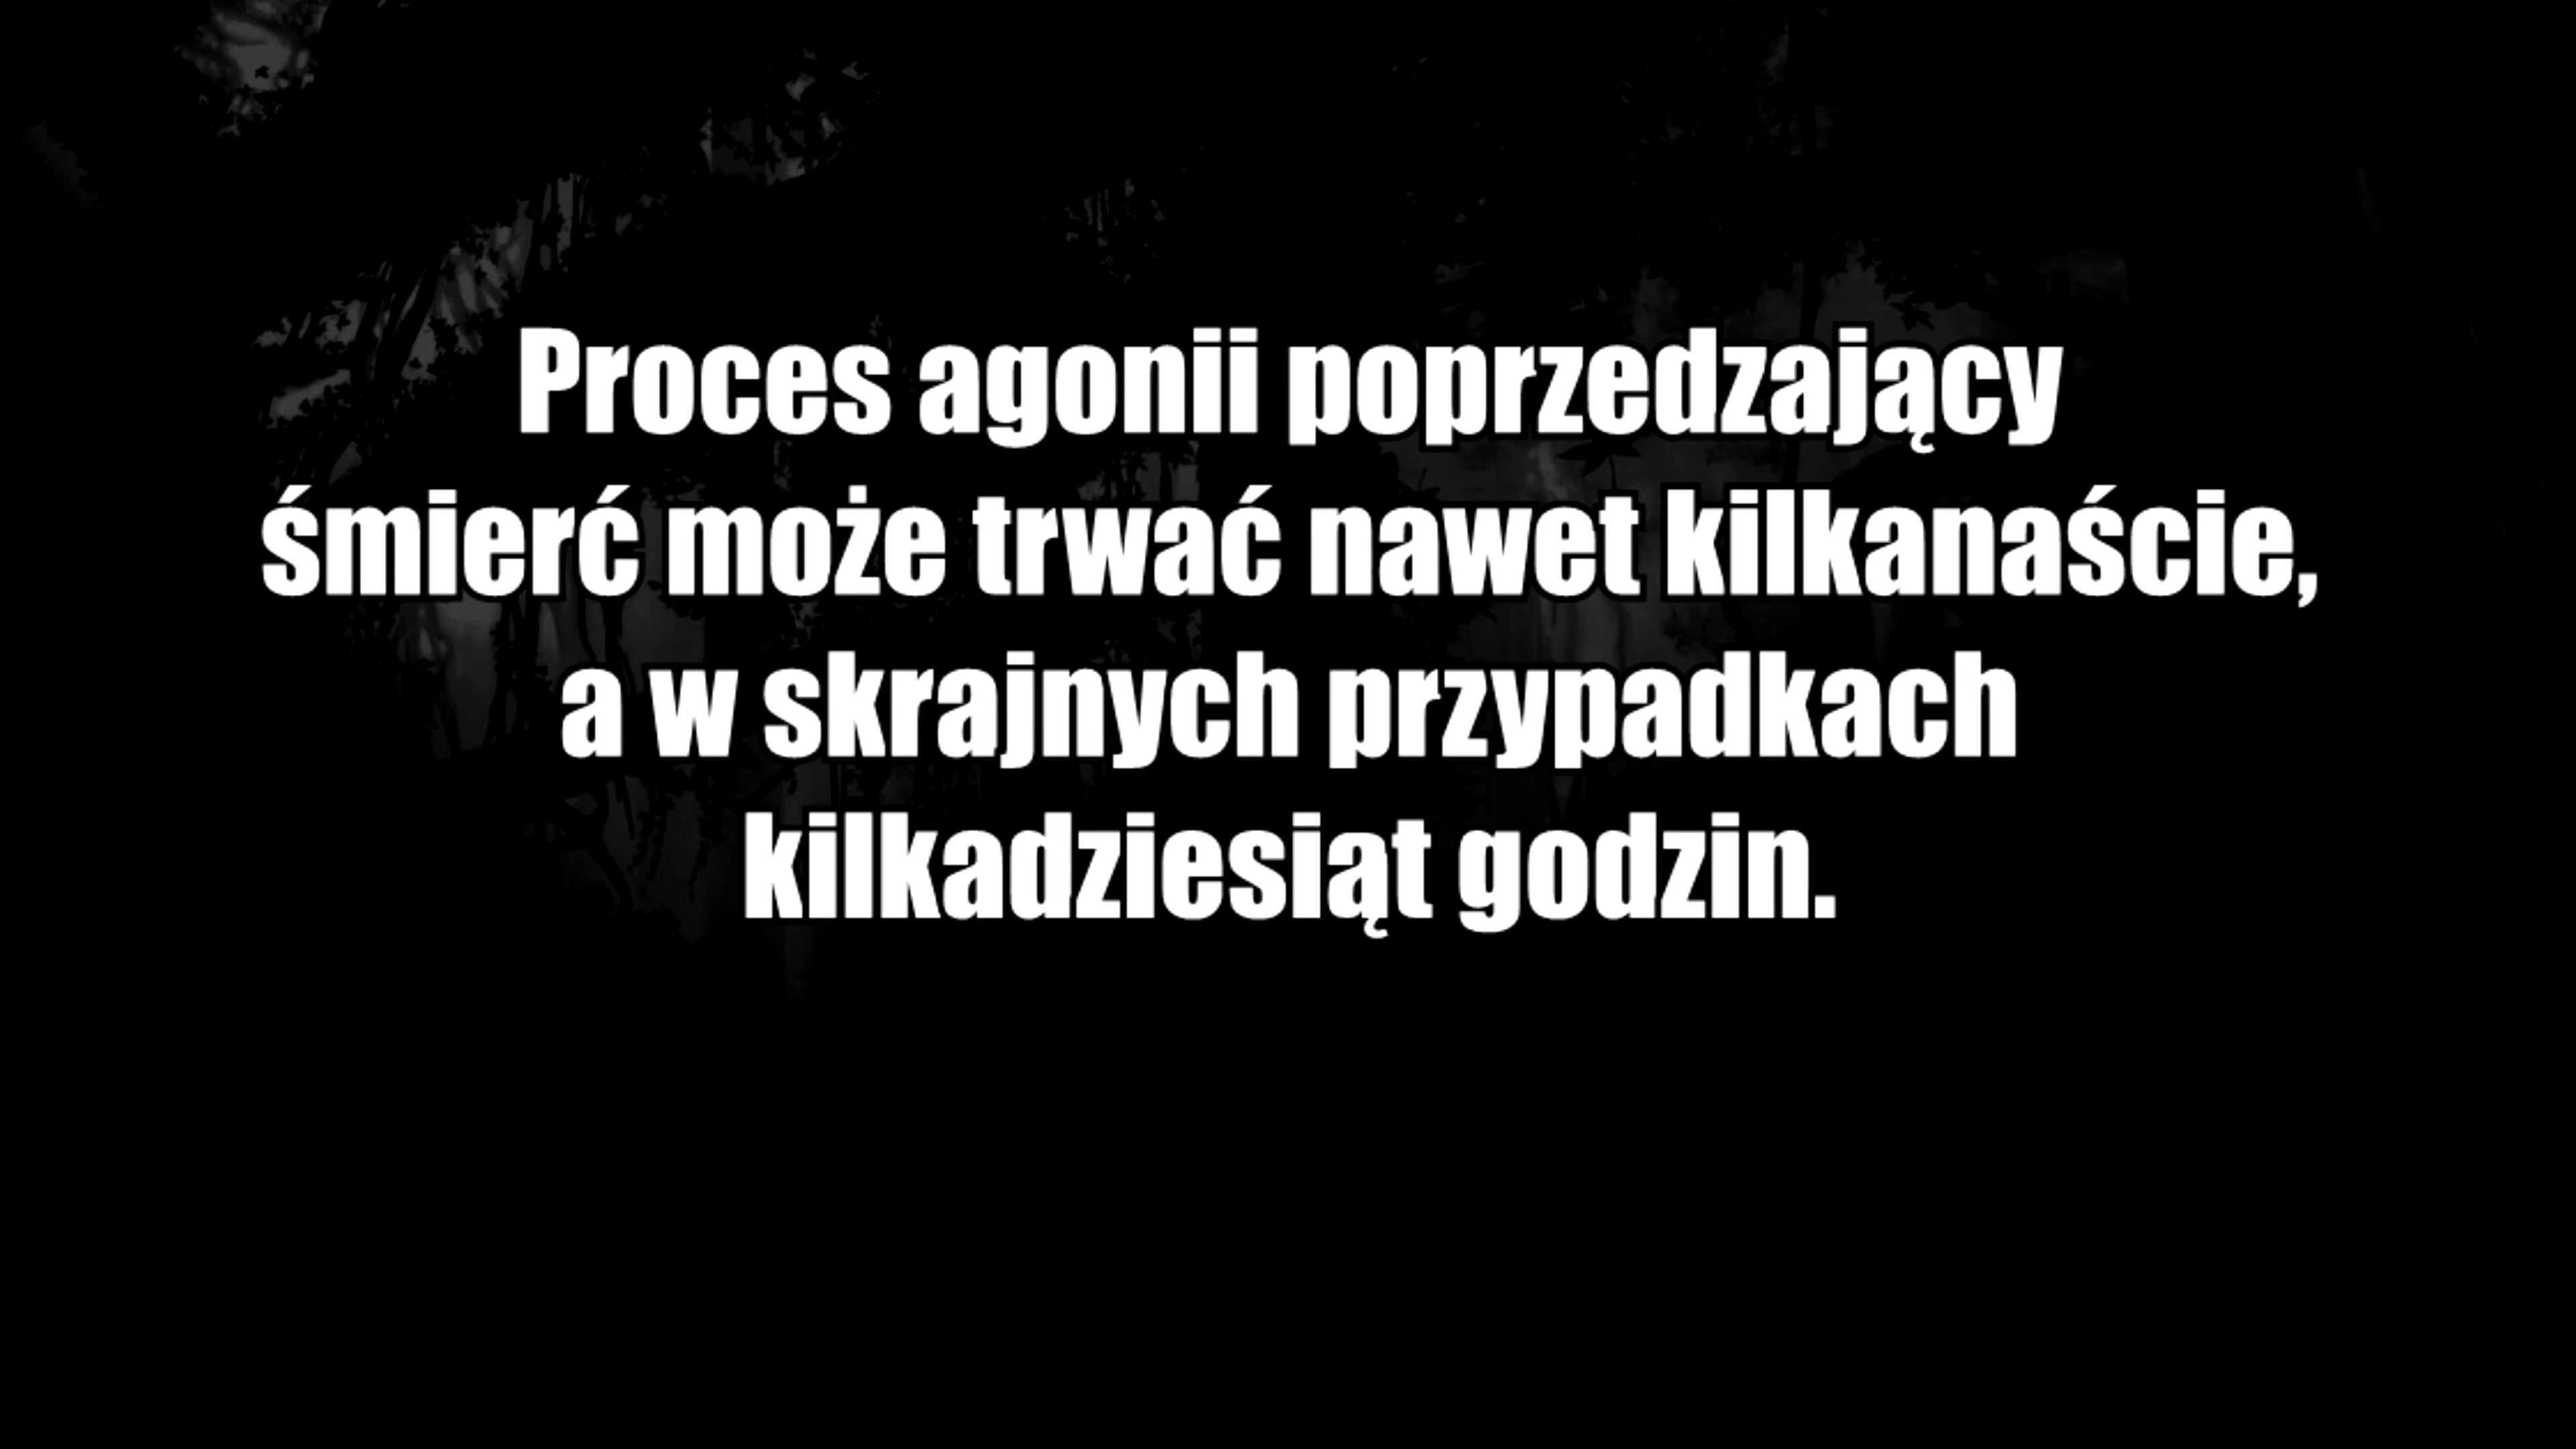 Proces agonii poprzedzający
śmierć może trwać nawet kilkanaście,
a w skrajnych przypadkach
kilkadziesiąt godzin.